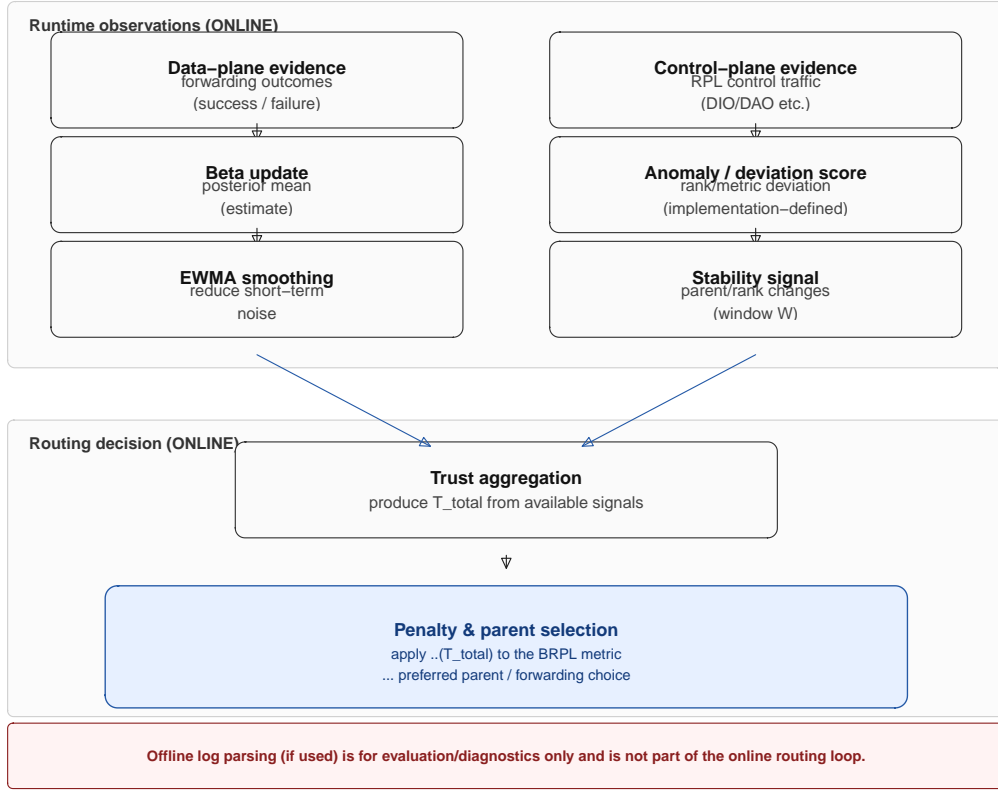 Runtime observations (ONLINE)
Data–plane evidence
forwarding outcomes
(success / failure)
Beta update
posterior mean
(estimate)
EWMA smoothing
reduce short–term
noise
Control–plane evidence
RPL control traffic
(DIO/DAO etc.)
Anomaly / deviation score
rank/metric deviation
(implementation–defined)
Stability signal
parent/rank changes
(window W)
Routing decision (ONLINE)
Trust aggregation
produce T_total from available signals
Penalty & parent selection
apply ..(T_total) to the BRPL metric
... preferred parent / forwarding choice
Offline log parsing (if used) is for evaluation/diagnostics only and is not part of the online routing loop.